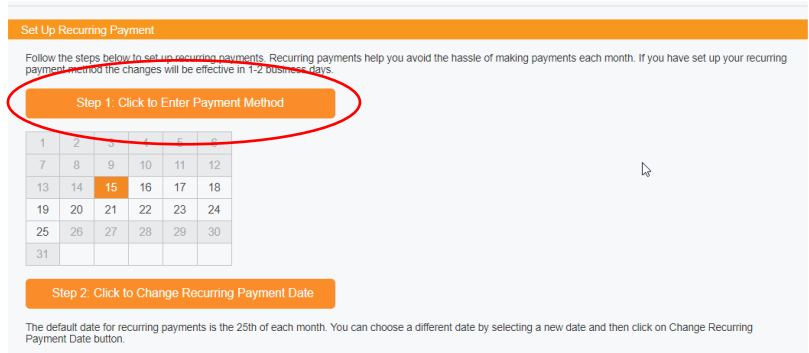 Set Up Recurring Payment
Follow the steps below to set up recurring payments. Recurring payments help you avoid the hassle of making payments each month. If you have set up your recurring
payment method the changes will be effective in 1-2 business days.
Step 1: Click to Enter Payment Method
1 2 3 4 5 6
7 8 9 10 11 12
13 14 15 16 17 18
19 20 21 22 23 24
25 26 27 28 29 30
31
Step 2: Click to Change Recurring Payment Date
The default date for recurring payments is the 25th of each month. You can choose a different date by selecting a new date and then click on Change Recurring
Payment Date button.